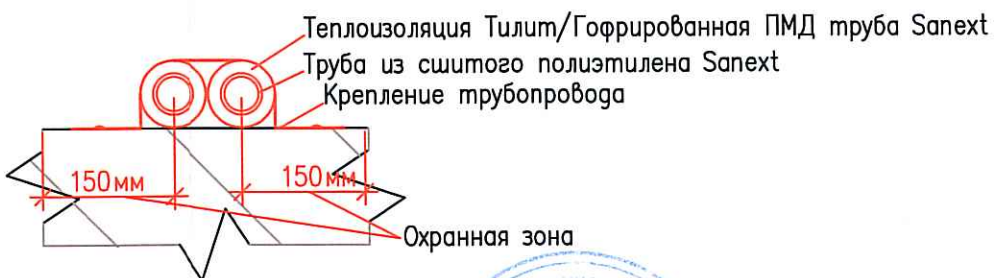 Теплоизоляция Тилит/Гофрированная ПМД труба Sanext
Труба из сшитого полиэтилена Sanext
Крепление трубопровода
150мм
150мм
Охранная зона